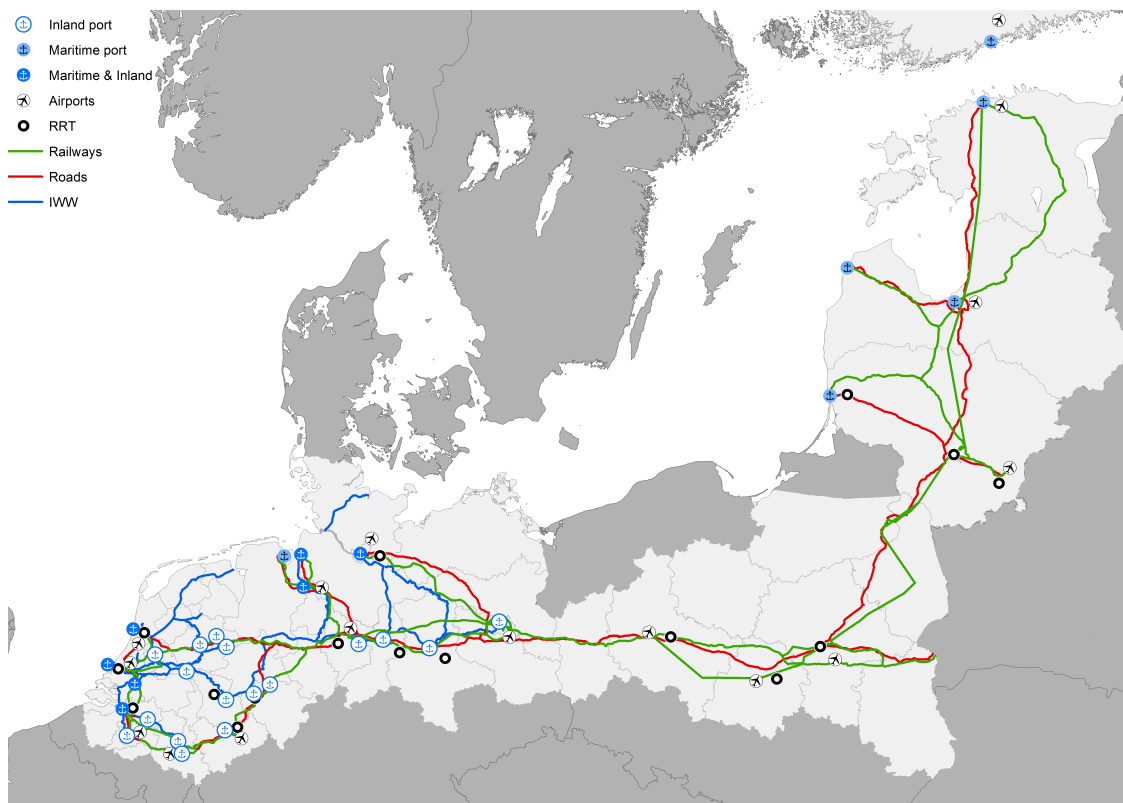 Inland port
Maritime port
Maritime & Inland
Airports
RRT
Railways
Roads
IWW